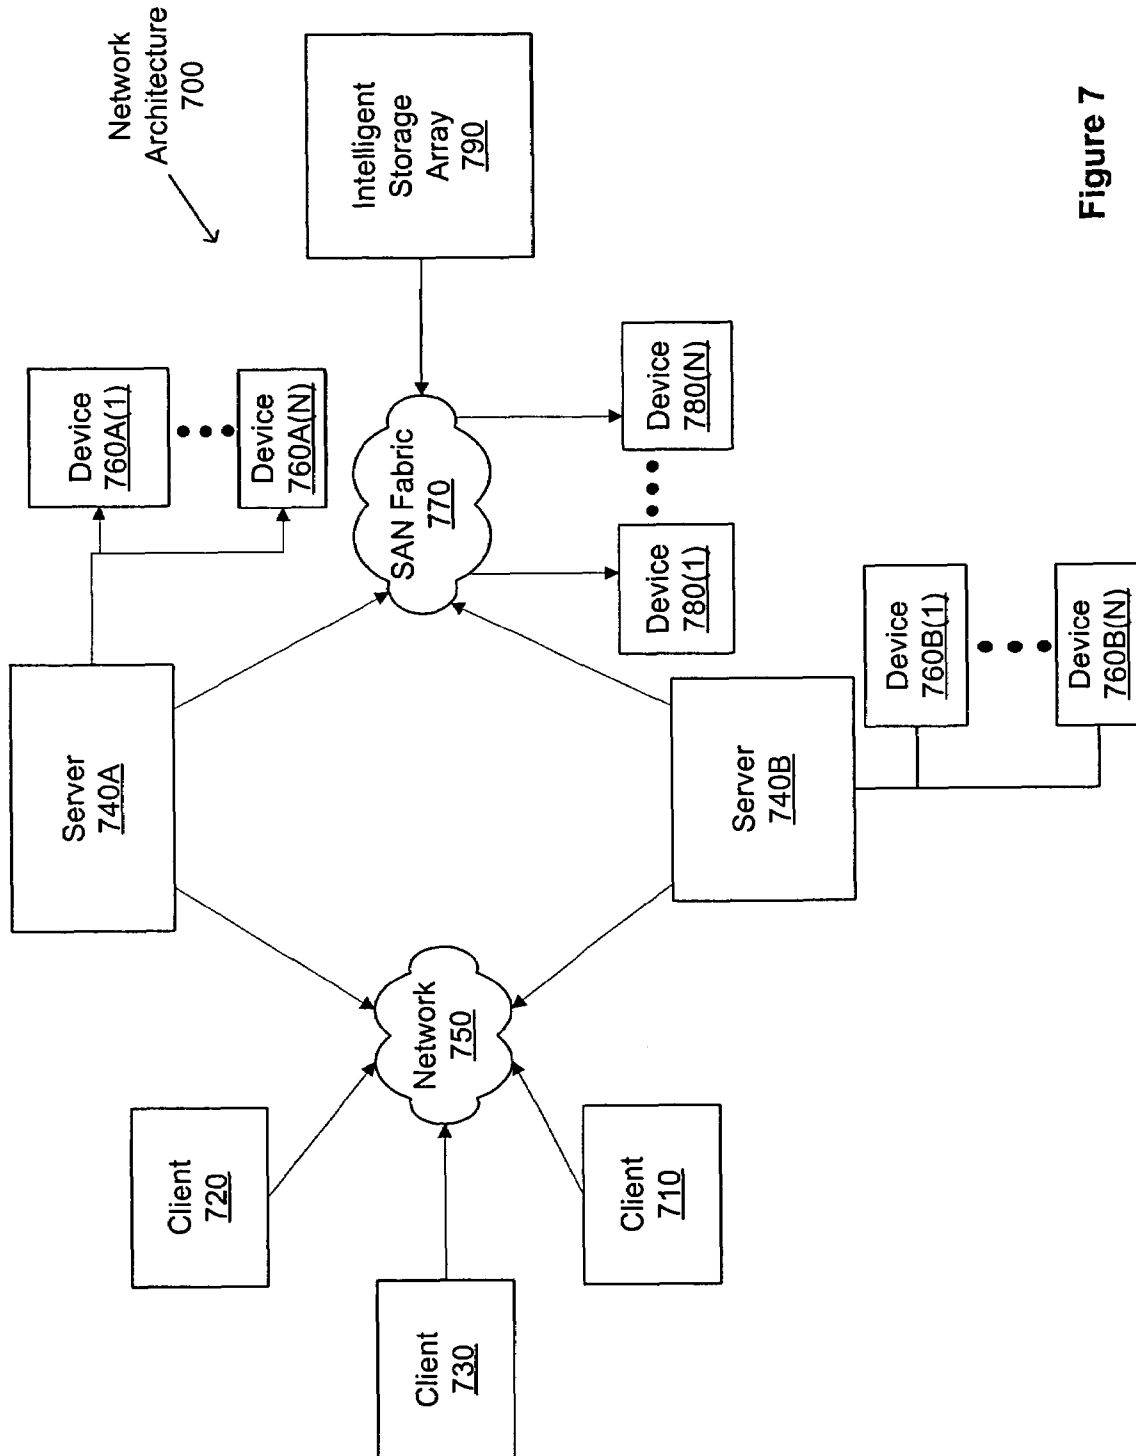 Network
Architecture
700
Server
740A
Device
760A(1)
Device
760A(N)
Client
720
Client
730
Client
710
Network
750
SAN Fabric
770
Intelligent
Storage
Array
790
Device
780(1)
Device
780(N)
Server
740B
Device
760B(1)
Device
760B(N)
Figure 7